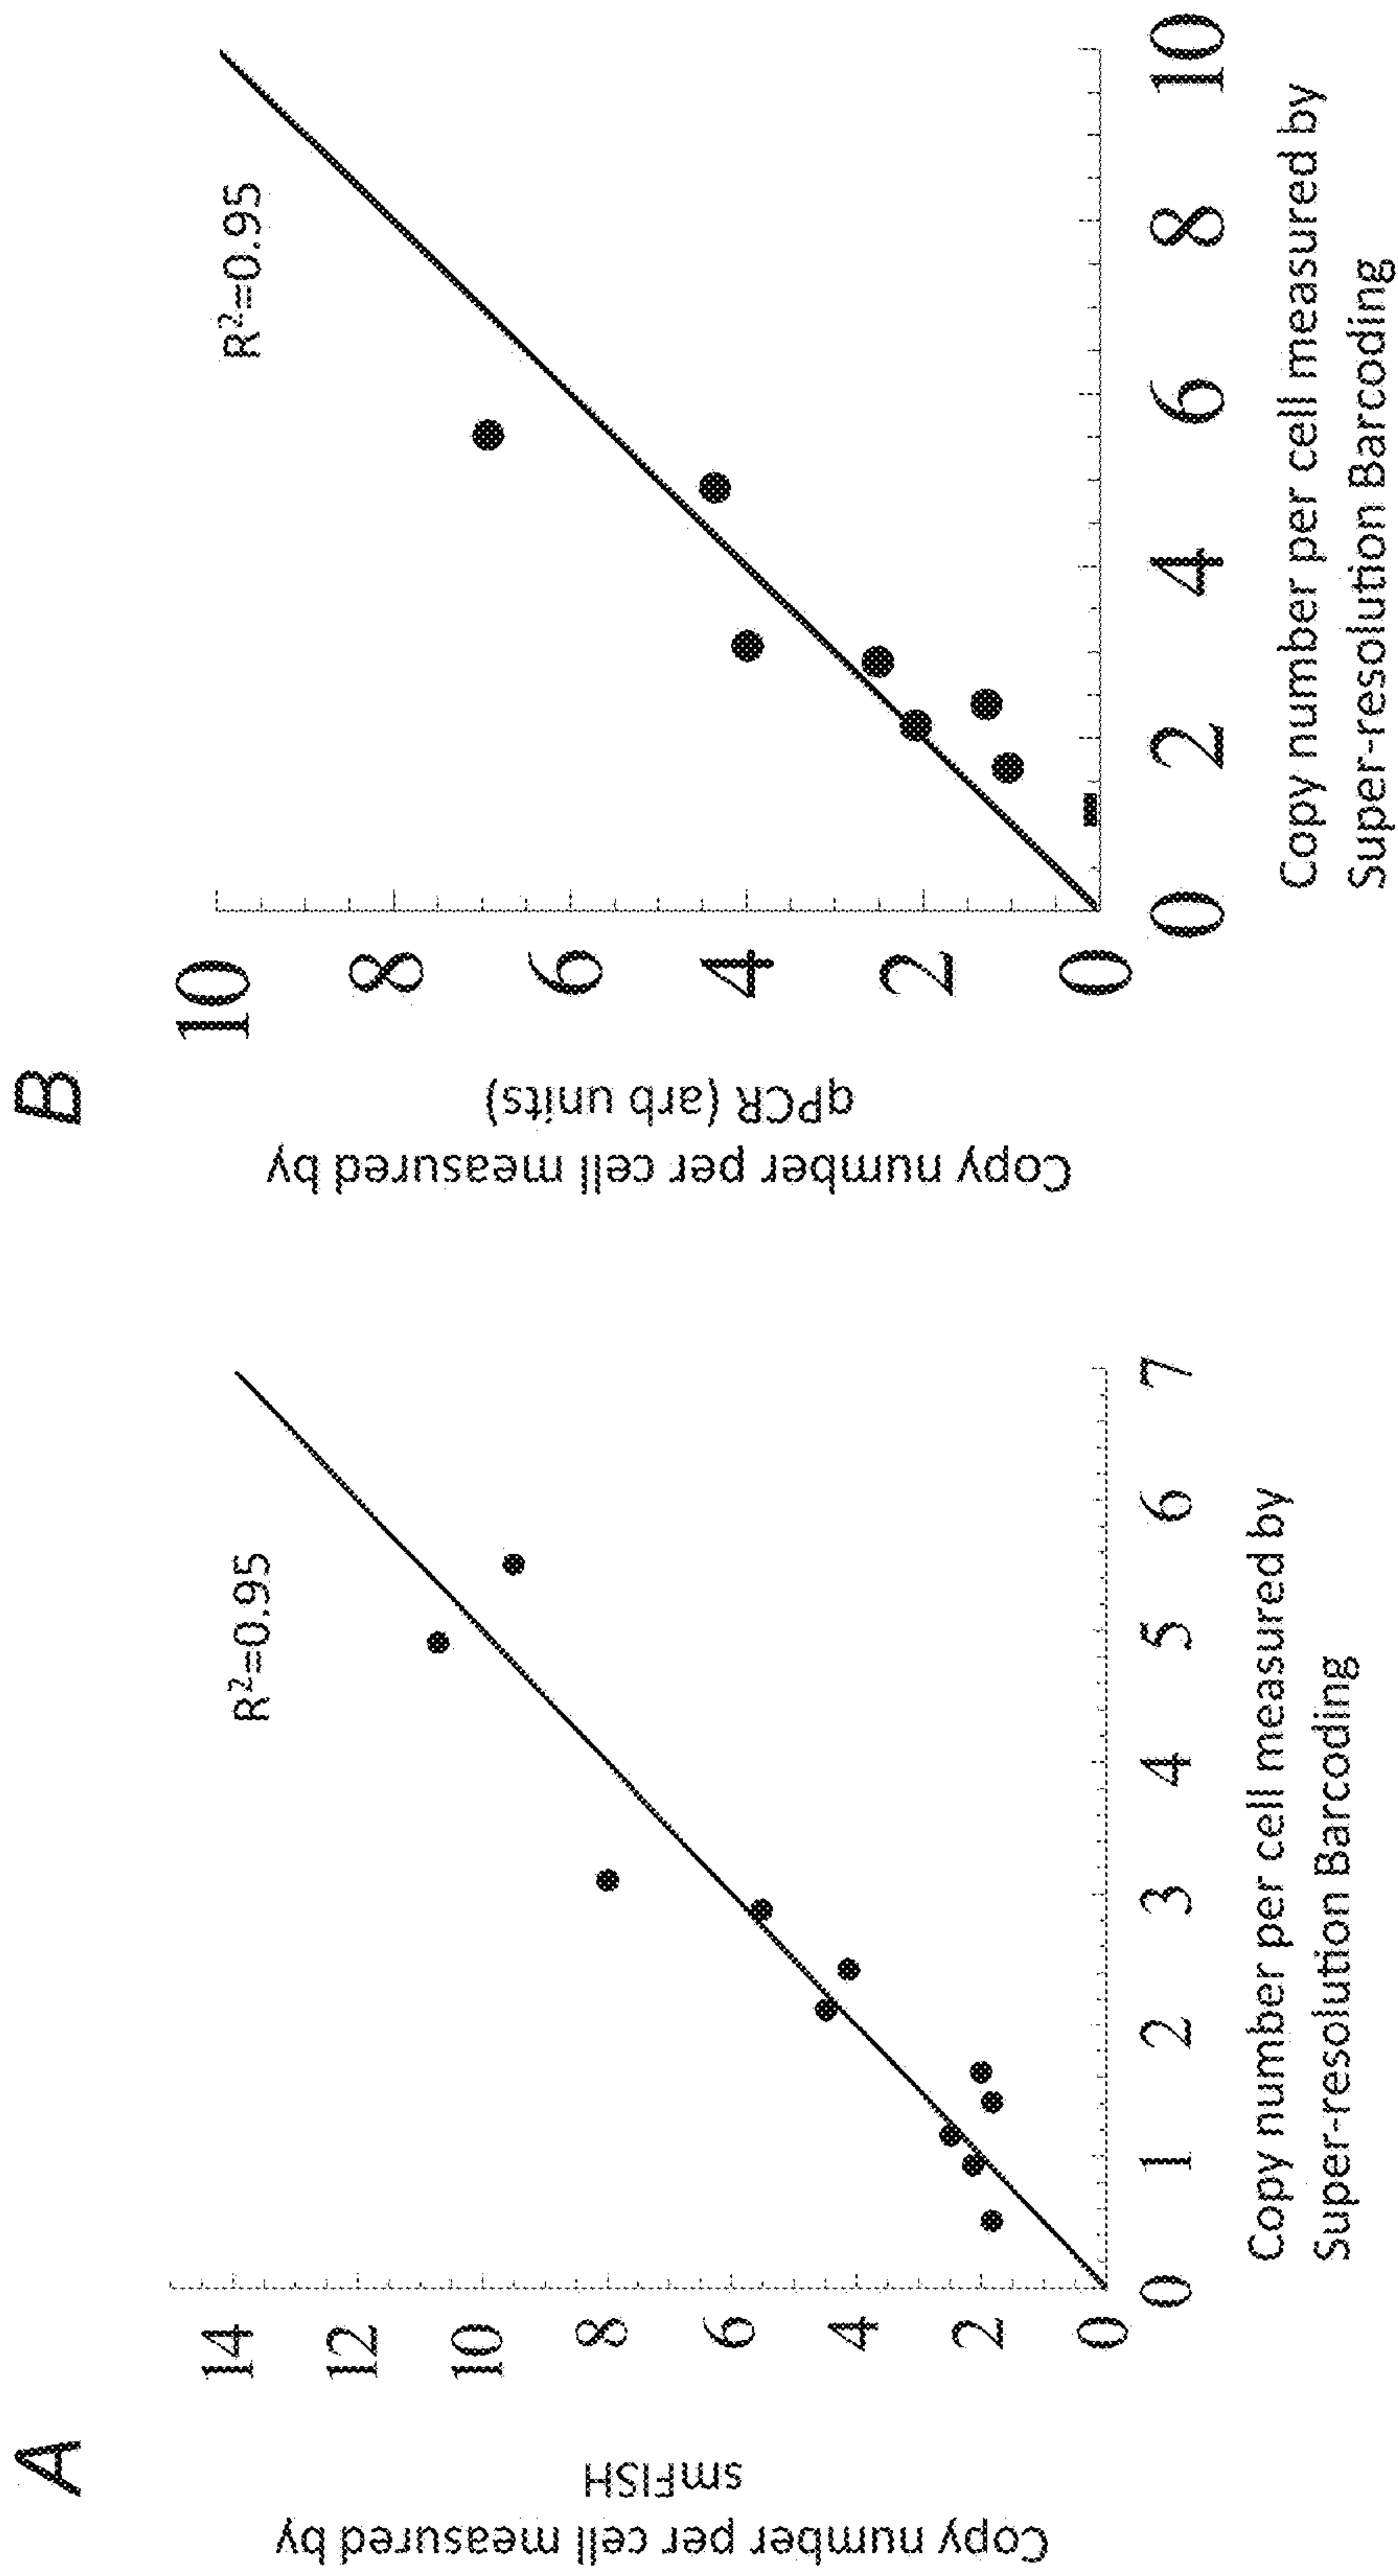 A
Copy number per cell measured by
smFISH
14
12
10
8
6
4
2
0
R²=0.95
0 1 2 3 4 5 6 7
Copy number per cell measured by
Super-resolution Barcoding
B
Copy number per cell measured by
qPCR (arb units)
10
8
6
4
2
0
R²=0.95
0 2 4 6 8 10
Copy number per cell measured by
Super-resolution Barcoding